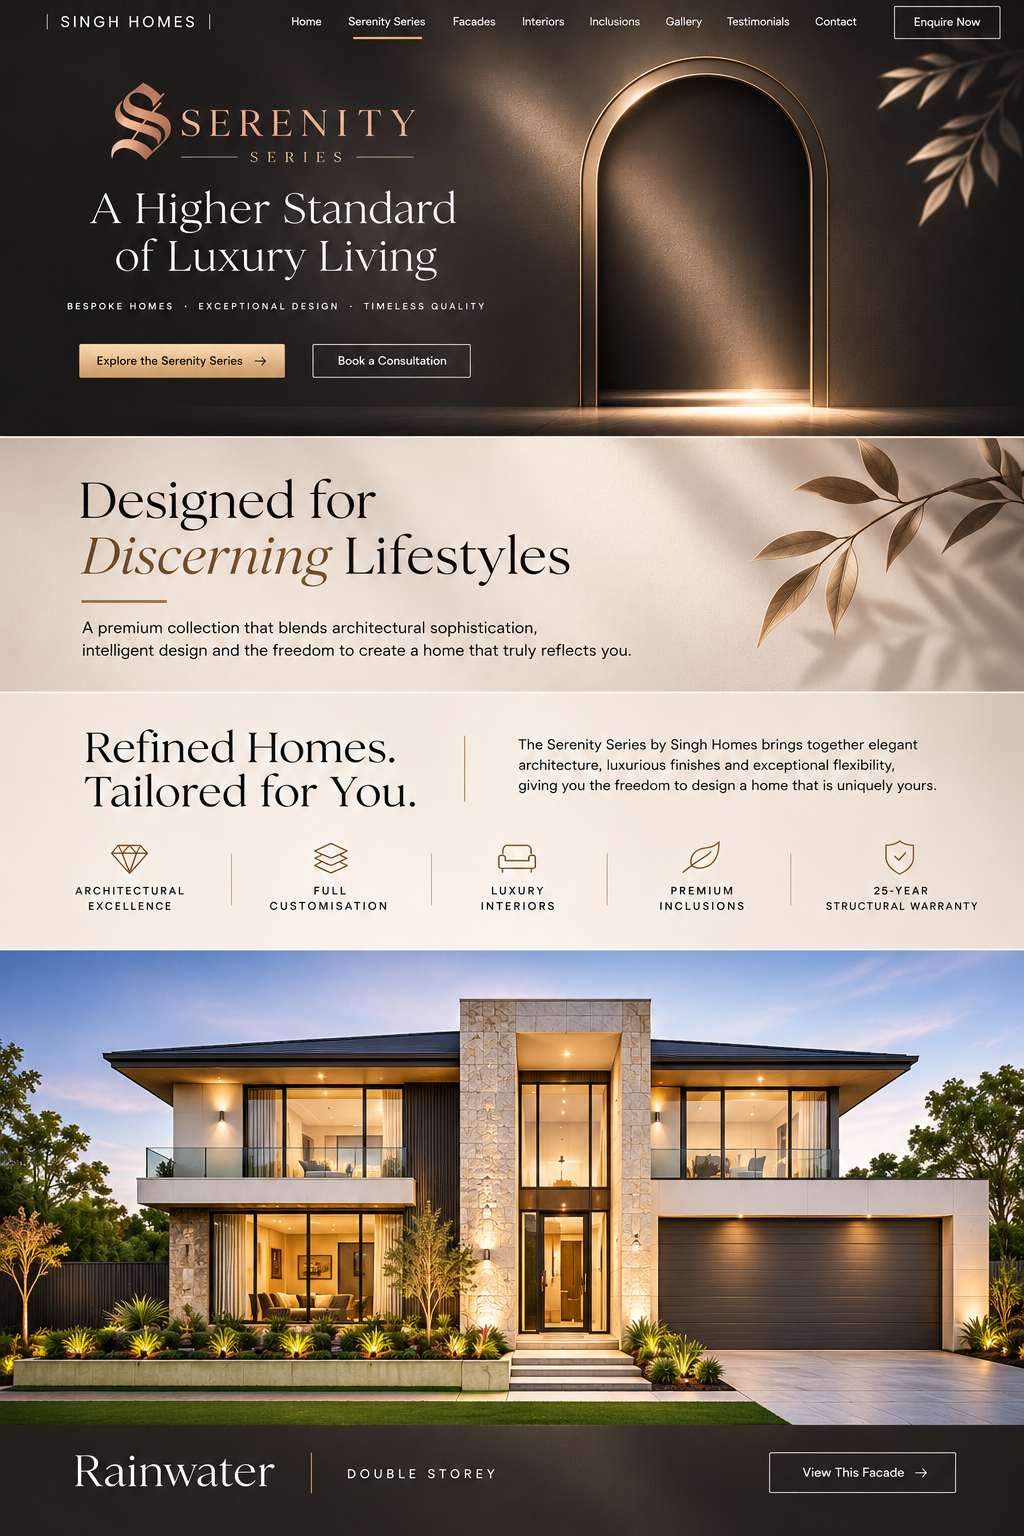 SINGH HOMES
Home Serenity Series Facades Interiors Inclusions Gallery Testimonials Contact Enquire Now
SERENITY
SERIES
A Higher Standard
of Luxury Living
BESPOKE HOMES · EXCEPTIONAL DESIGN · TIMELESS QUALITY
Explore the Serenity Series → Book a Consultation
Designed for
Discerning Lifestyles
A premium collection that blends architectural sophistication,
intelligent design and the freedom to create a home that truly reflects you.
Refined Homes.
Tailored for You.
The Serenity Series by Singh Homes brings together elegant
architecture, luxurious finishes and exceptional flexibility,
giving you the freedom to design a home that is uniquely yours.
ARCHITECTURAL
EXCELLENCE
FULL
CUSTOMISATION
LUXURY
INTERIORS
PREMIUM
INCLUSIONS
25-YEAR
STRUCTURAL WARRANTY
Rainwater
DOUBLE STOREY
View This Facade →